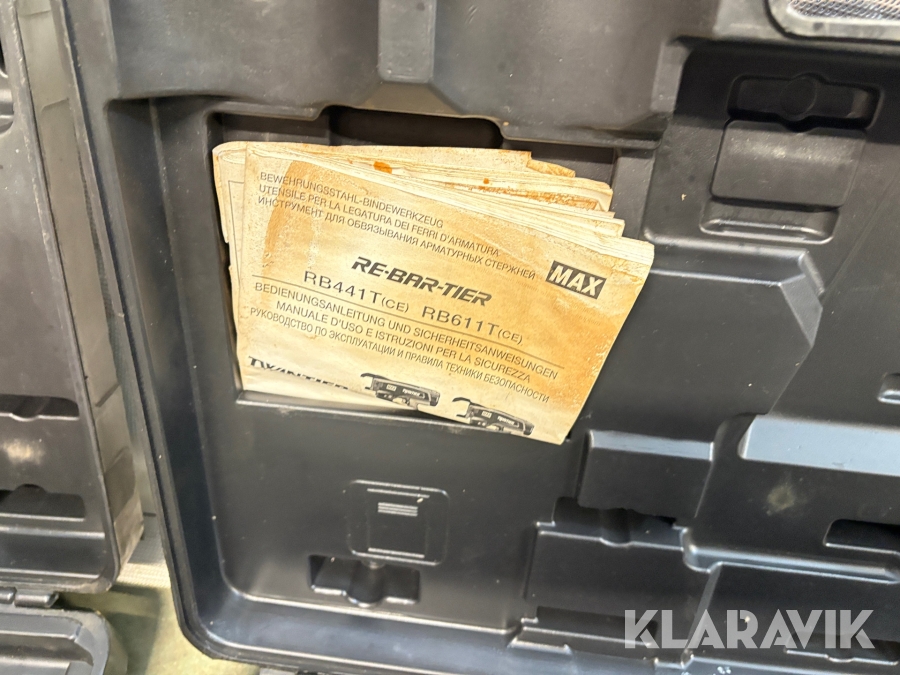 BEWEHRUNGSSTAHL-BINDEWERKZEUG
UTENSILE PER LA LEGATURA DEI FERRI D'ARMATURA
ИНСТРУМЕНТ ДЛЯ ОБВЯЗЫВАНИЯ АРМАТУРНЫХ СТЕРЖНЕЙ
MAX
RE-BAR-TIER
RB441T(CE) RB611T(CE)
BEDIENUNGSANLEITUNG UND SICHERHEITSANWEISUNGEN
MANUALE D'USO E ISTRUZIONI PER LA SICUREZZA
РУКОВОДСТВО ПО ЭКСПЛУАТАЦИИ И ПРАВИЛА ТЕХНИКИ БЕЗОПАСНОСТИ
TWINTIER
KLARAVIK